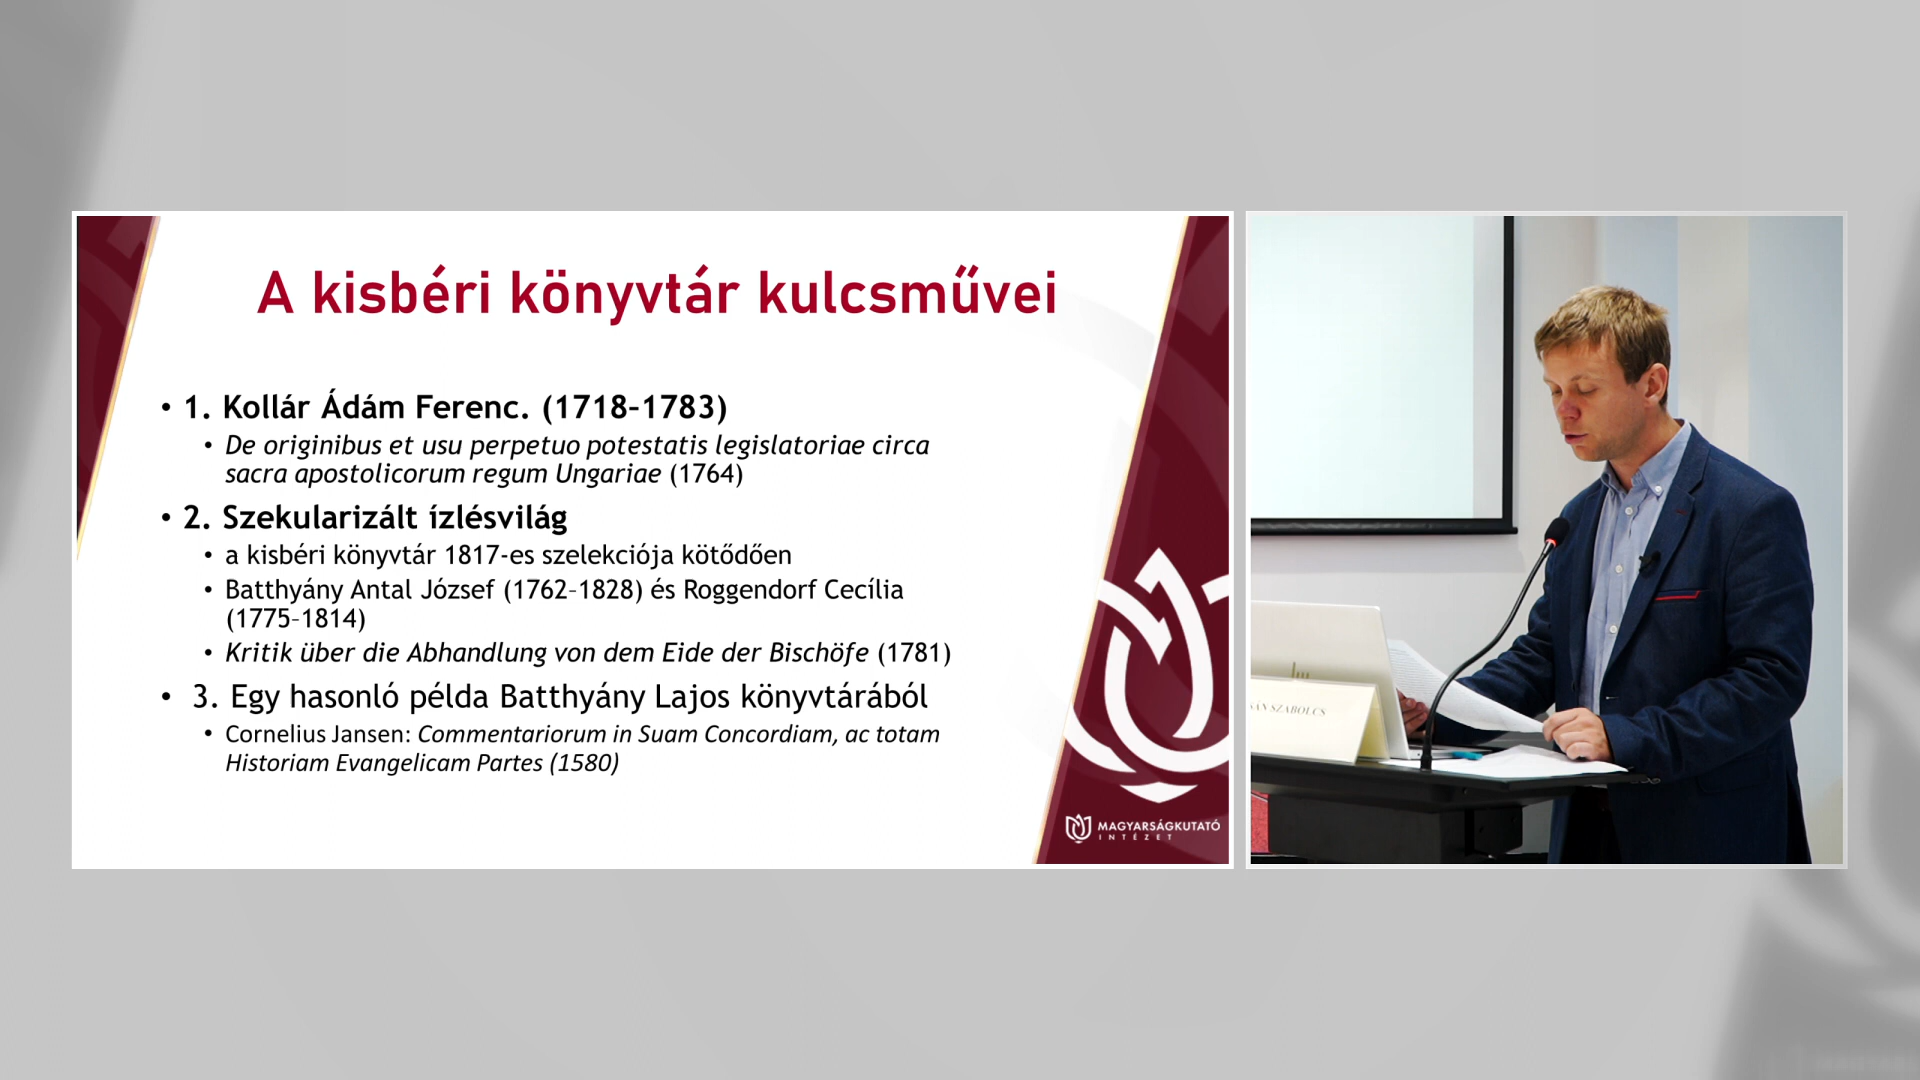 A kisbéri könyvtár kulcsművei
• 1. Kollár Ádám Ferenc. (1718–1783)
• De originibus et usu perpetuo potestatis legislatoriae circa
sacra apostolicorum regum Ungariae (1764)
• 2. Szekularizált ízlésvilág
• a kisbéri könyvtár 1817-es szelekciója kötődően
• Batthyány Antal József (1762–1828) és Roggendorf Cecília
(1775–1814)
• Kritik über die Abhandlung von dem Eide der Bischöfe (1781)
• 3. Egy hasonló példa Batthyány Lajos könyvtárából
• Cornelius Jansen: Commentariorum in Suam Concordiam, ac totam
Historiam Evangelicam Partes (1580)
MAGYARSÁGKUTATÓ
INTÉZET
SZABOLCS